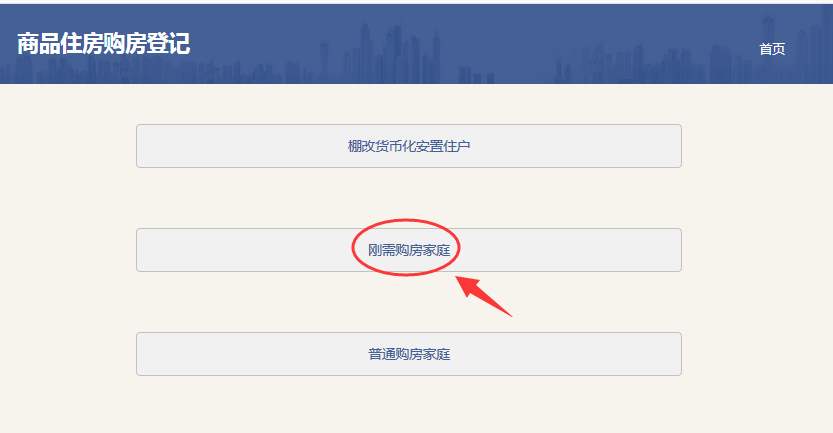 商品住房购房登记
首页
棚改货币化安置住户
刚需购房家庭
普通购房家庭